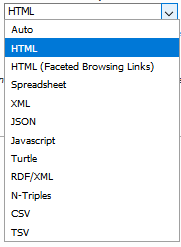 HTML
Auto
HTML
HTML (Faceted Browsing Links)
Spreadsheet
XML
JSON
Javascript
Turtle
RDF/XML
N-Triples
CSV
TSV